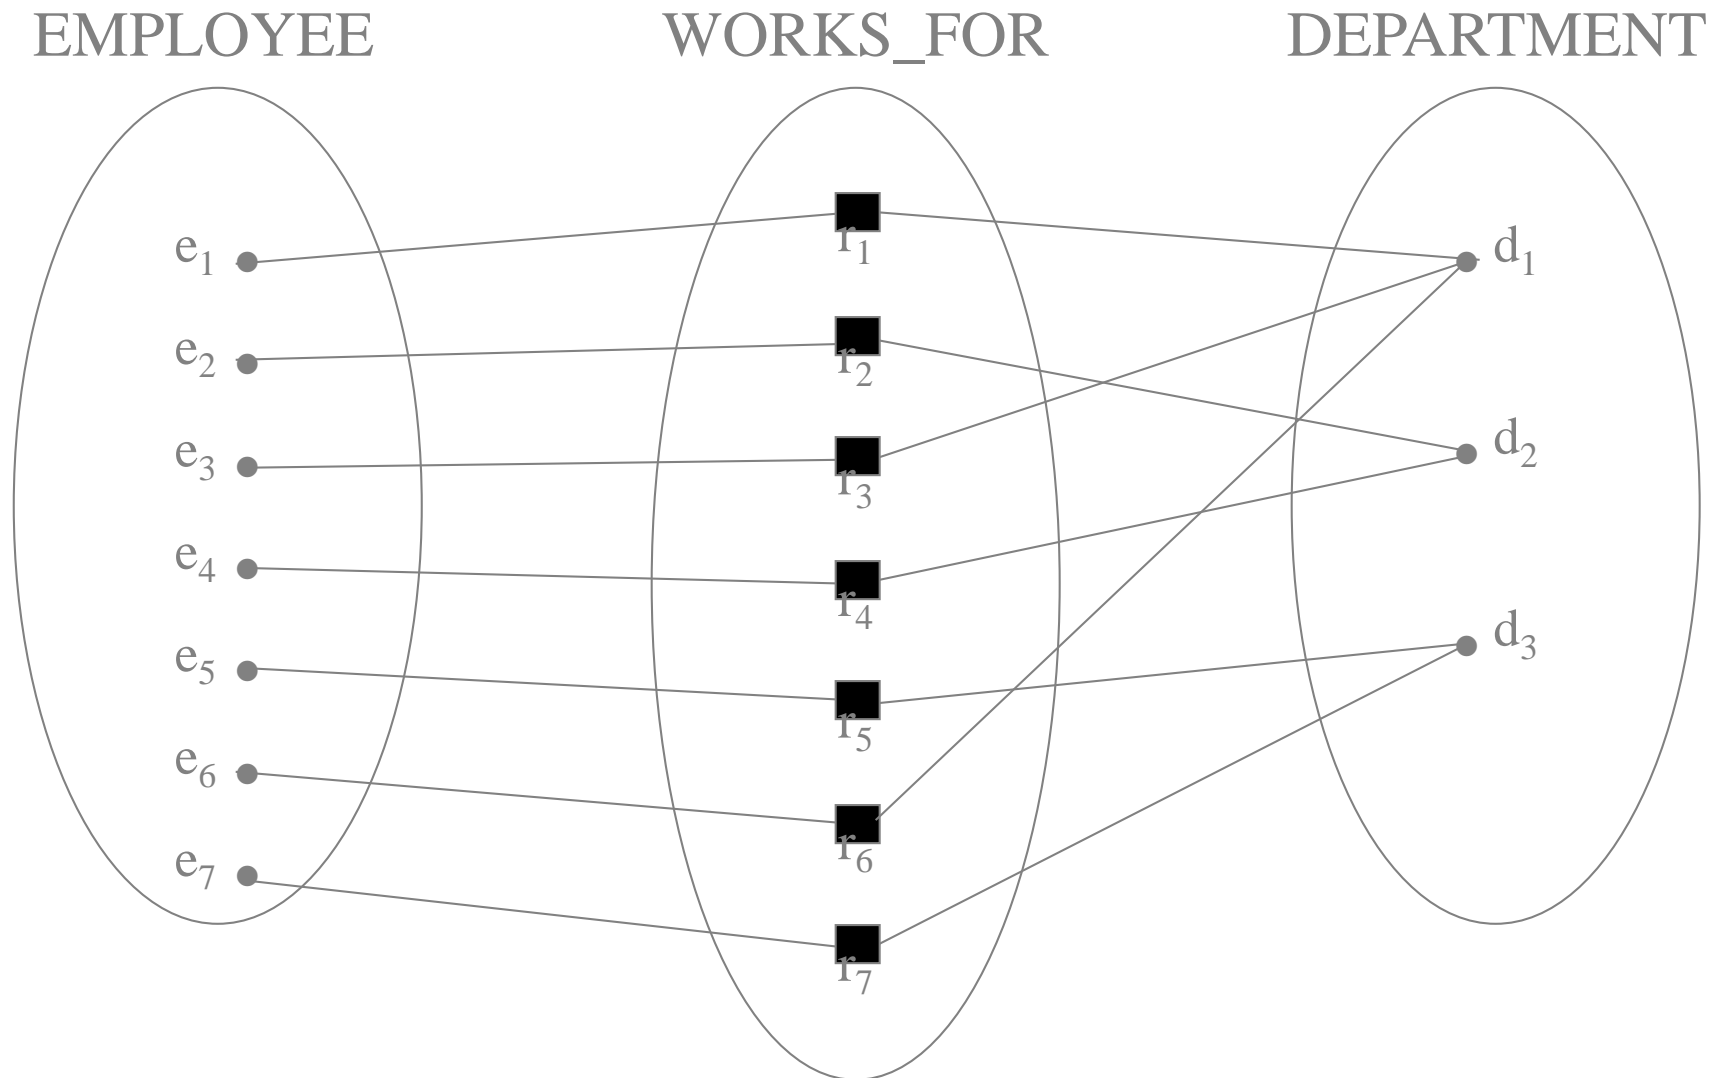 EMPLOYEE WORKS_FOR DEPARTMENT
r₁
e₁ d₁
e₂ r₂
e₃ r₃ d₂
e₄ r₄
e₅ d₃
r₅
e₆
r₆
e₇
r₇